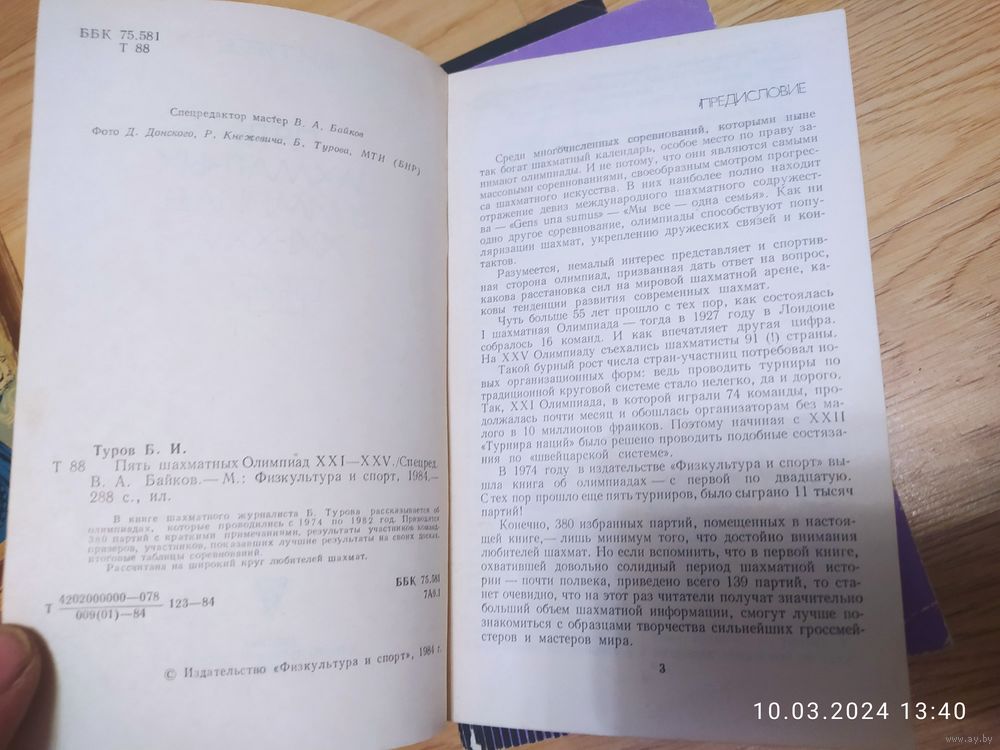 ББК 75.581
Т 88
Спецредактор мастер В. А. Байков
Фото Д. Донского, Р. Кнежевича, Б. Турова, МТИ (БНР)
Туров Б. И.
Т 88 Пять шахматных Олимпиад XXI—XXV./Спецред.
В. А. Байков.— М.: Физкультура и спорт, 1984.—
288 с., ил.
В книге шахматного журналиста Б. Турова рассказывается об
олимпиадах, которые проводились с 1974 по 1982 год. Приводятся
380 партий с краткими примечаниями, результаты участников команд-
призеров, участников, показавших лучшие результаты на своих досках,
итоговые таблицы соревнований.
Рассчитана на широкий круг любителей шахмат.
ББК 75.581
7А9.1
Т 4202000000—078
009(01)—84
123—84
© Издательство «Физкультура и спорт», 1984 г.
ПРЕДИСЛОВИЕ
Среди многочисленных соревнований, которыми ныне
так богат шахматный календарь, особое место по праву за-
нимают олимпиады. И не потому, что они являются самыми
массовыми соревнованиями, своеобразным смотром прогрес-
са шахматного искусства. В них наиболее полно находит
отражение девиз международного шахматного содружест-
ва — «Gens una sumus» — «Мы все — одна семья». Как ни
одно другое соревнование, олимпиады способствуют попу-
ляризации шахмат, укреплению дружеских связей и кон-
тактов.
Разумеется, немалый интерес представляет и спортив-
ная сторона олимпиад, призванная дать ответ на вопрос,
какова расстановка сил на мировой шахматной арене, ка-
ковы тенденции развития современных шахмат.
Чуть больше 55 лет прошло с тех пор, как состоялась
I шахматная Олимпиада — тогда в 1927 году в Лондоне
собралось 16 команд. И как впечатляет другая цифра.
На XXV Олимпиаду съехались шахматисты 91 (!) страны.
Такой бурный рост числа стран-участниц потребовал но-
вых организационных форм: ведь проводить турниры по
традиционной круговой системе стало нелегко, да и дорого.
Так, XXI Олимпиада, в которой играли 74 команды, про-
должалась почти месяц и обошлась организаторам без ма-
лого в 10 миллионов франков. Поэтому начиная с XXII
«Турнира наций» было решено проводить подобные состяза-
ния по «швейцарской системе».
В 1974 году в издательстве «Физкультура и спорт» вы-
шла книга об олимпиадах — с первой по двадцатую.
С тех пор прошло еще пять турниров, было сыграно 11 тысяч
партий!
Конечно, 380 избранных партий, помещенных в настоя-
щей книге,— лишь минимум того, что достойно внимания
любителей шахмат. Но если вспомнить, что в первой книге,
охватившей довольно солидный период шахматной исто-
рии — почти полвека, приведено всего 139 партий, то ста-
нет очевидно, что на этот раз читатели получат значительно
больший объем шахматной информации, смогут лучше по-
знакомиться с образцами творчества сильнейших гроссмей-
стеров и мастеров мира.
3
10.03.2024 13:40
www.ay.by